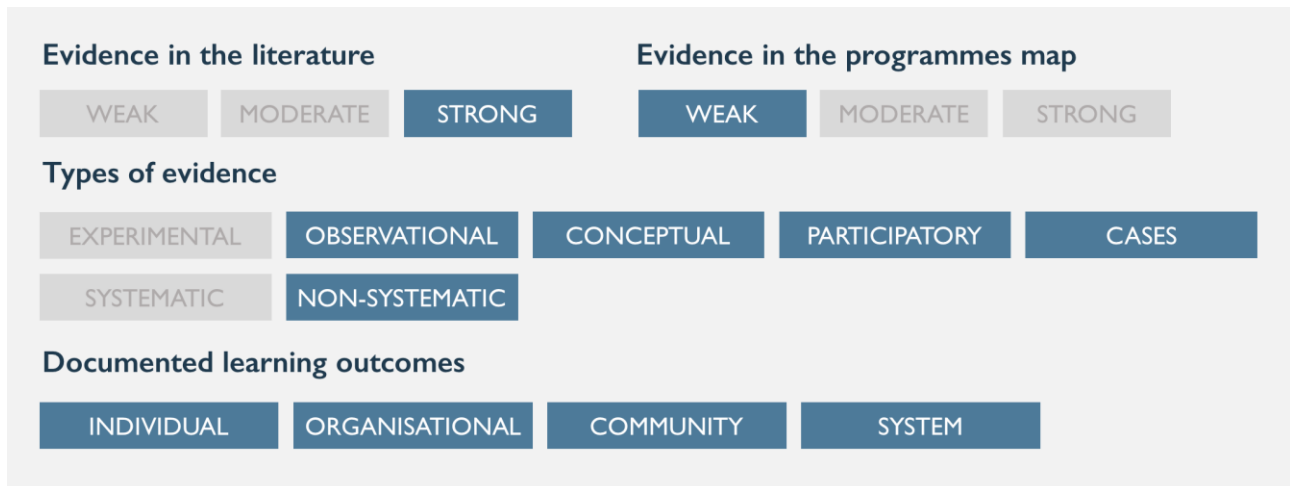 Evidence in the literature Evidence in the programmes map
WEAK MODERATE STRONG WEAK MODERATE STRONG
Types of evidence
EXPERIMENTAL OBSERVATIONAL CONCEPTUAL PARTICIPATORY CASES
SYSTEMATIC NON-SYSTEMATIC
Documented learning outcomes
INDIVIDUAL ORGANISATIONAL COMMUNITY SYSTEM